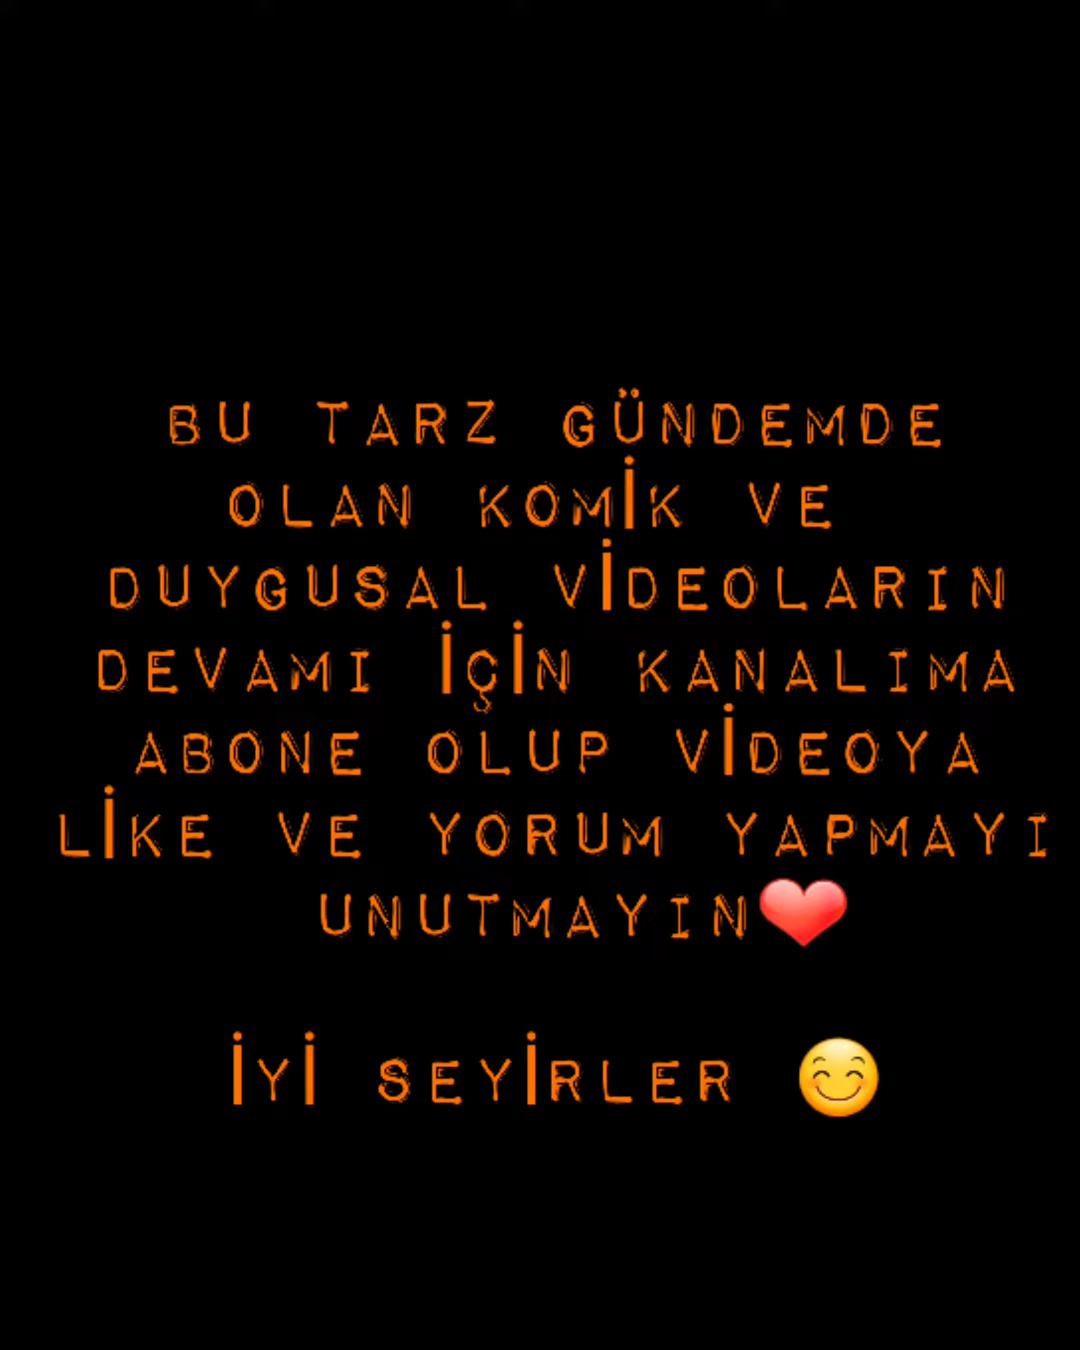 BU TARZ GÜNDEMDE
OLAN KOMİK VE
DUYGUSAL VİDEOLARIN
DEVAMI İÇİN KANALIMA
ABONE OLUP VİDEOYA
LİKE VE YORUM YAPMAYI
UNUTMAYIN❤
İYİ SEYİRLER 😊